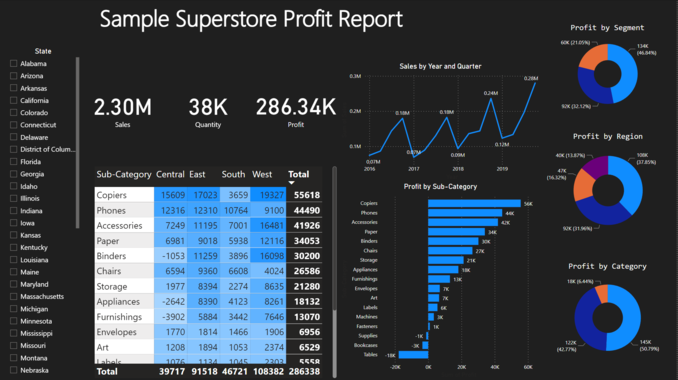 Sample Superstore Profit Report
State
Alabama
Arizona
Arkansas
California
Colorado
Connecticut
Delaware
District of Colum...
Florida
Georgia
Idaho
Illinois
Indiana
Iowa
Kansas
Kentucky
Louisiana
Maine
Maryland
Massachusetts
Michigan
Minnesota
Mississippi
Missouri
Montana
Nebraska
2.30M 38K 286.34K
Sales Quantity Profit
Sub-Category Central East South West Total
Copiers 15609 17023 3659 19327 55618
Phones 12316 12310 10764 9100 44490
Accessories 7249 11195 7001 16481 41926
Paper 6981 9018 5938 12116 34053
Binders -1053 11259 3896 16098 30200
Chairs 6594 9360 6608 4024 26586
Storage 1977 8394 2274 8635 21280
Appliances -2642 8390 4123 8261 18132
Furnishings -3902 5884 3442 7646 13070
Envelopes 1770 1814 1466 1906 6956
Art 1208 1894 1053 2374 6529
Labels 1076 1134 1045 2303 5558
Total 39717 91518 46721 108382 286338
Sales by Year and Quarter
0.3M
0.2M
0.1M
0.07M 0.18M 0.07M 0.18M 0.09M 0.24M 0.12M 0.28M
2016 2017 2018 2019
Profit by Sub-Category
Copiers 56K
Phones 44K
Accessories 42K
Paper 34K
Binders 30K
Chairs 27K
Storage 21K
Appliances 18K
Furnishings 13K
Envelopes 7K
Art 7K
Labels 6K
Machines 3K
Fasteners 1K
Supplies -1K
Bookcases -3K
Tables -18K
-20K 0K 20K 40K 60K
Profit by Segment
60K (21.05%)
134K
(46.84%)
92K (32.12%)
Profit by Region
40K (13.87%)
47K
(16.32%)
108K
(37.85%)
92K (31.96%)
Profit by Category
18K (6.44%)
122K
(42.77%)
145K
(50.79%)